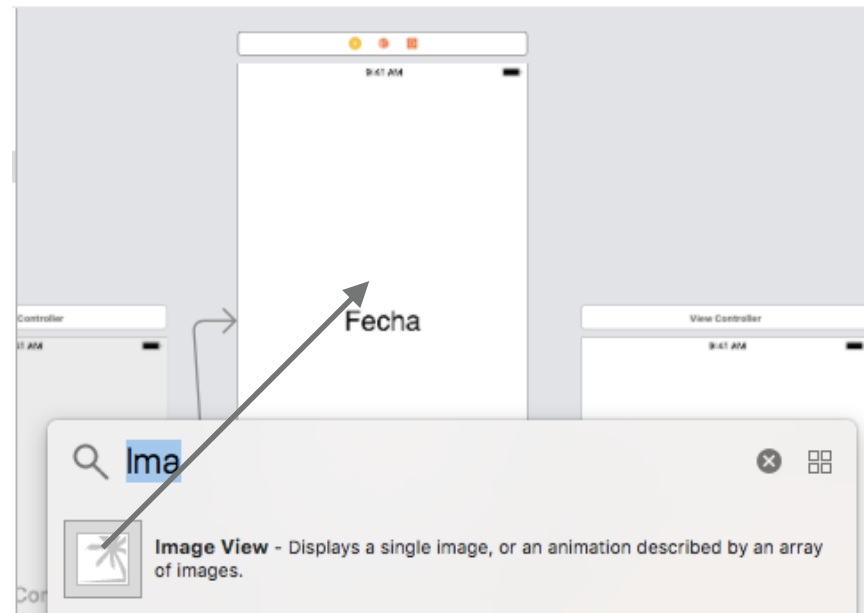 9:41 AM
Fecha
Controller
View Controller
41 AM
9:41 AM
Ima
Image View - Displays a single image, or an animation described by an array
of images.
Con